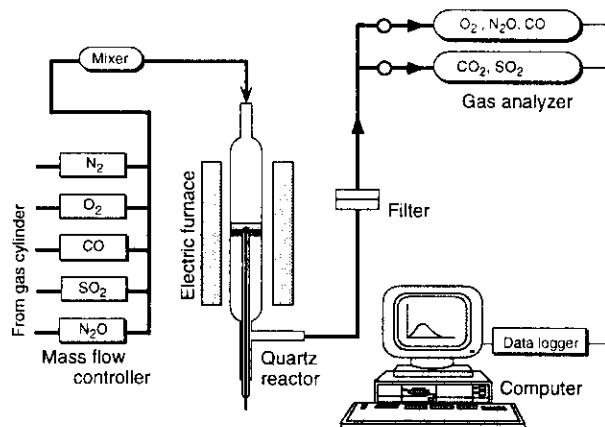 Mixer
From gas cylinder
N₂
O₂
CO
SO₂
N₂O
Mass flow
controller
Electric furnace
Quartz
reactor
Filter
O₂ , N₂O, CO
CO₂, SO₂
Gas analyzer
Data logger
Computer